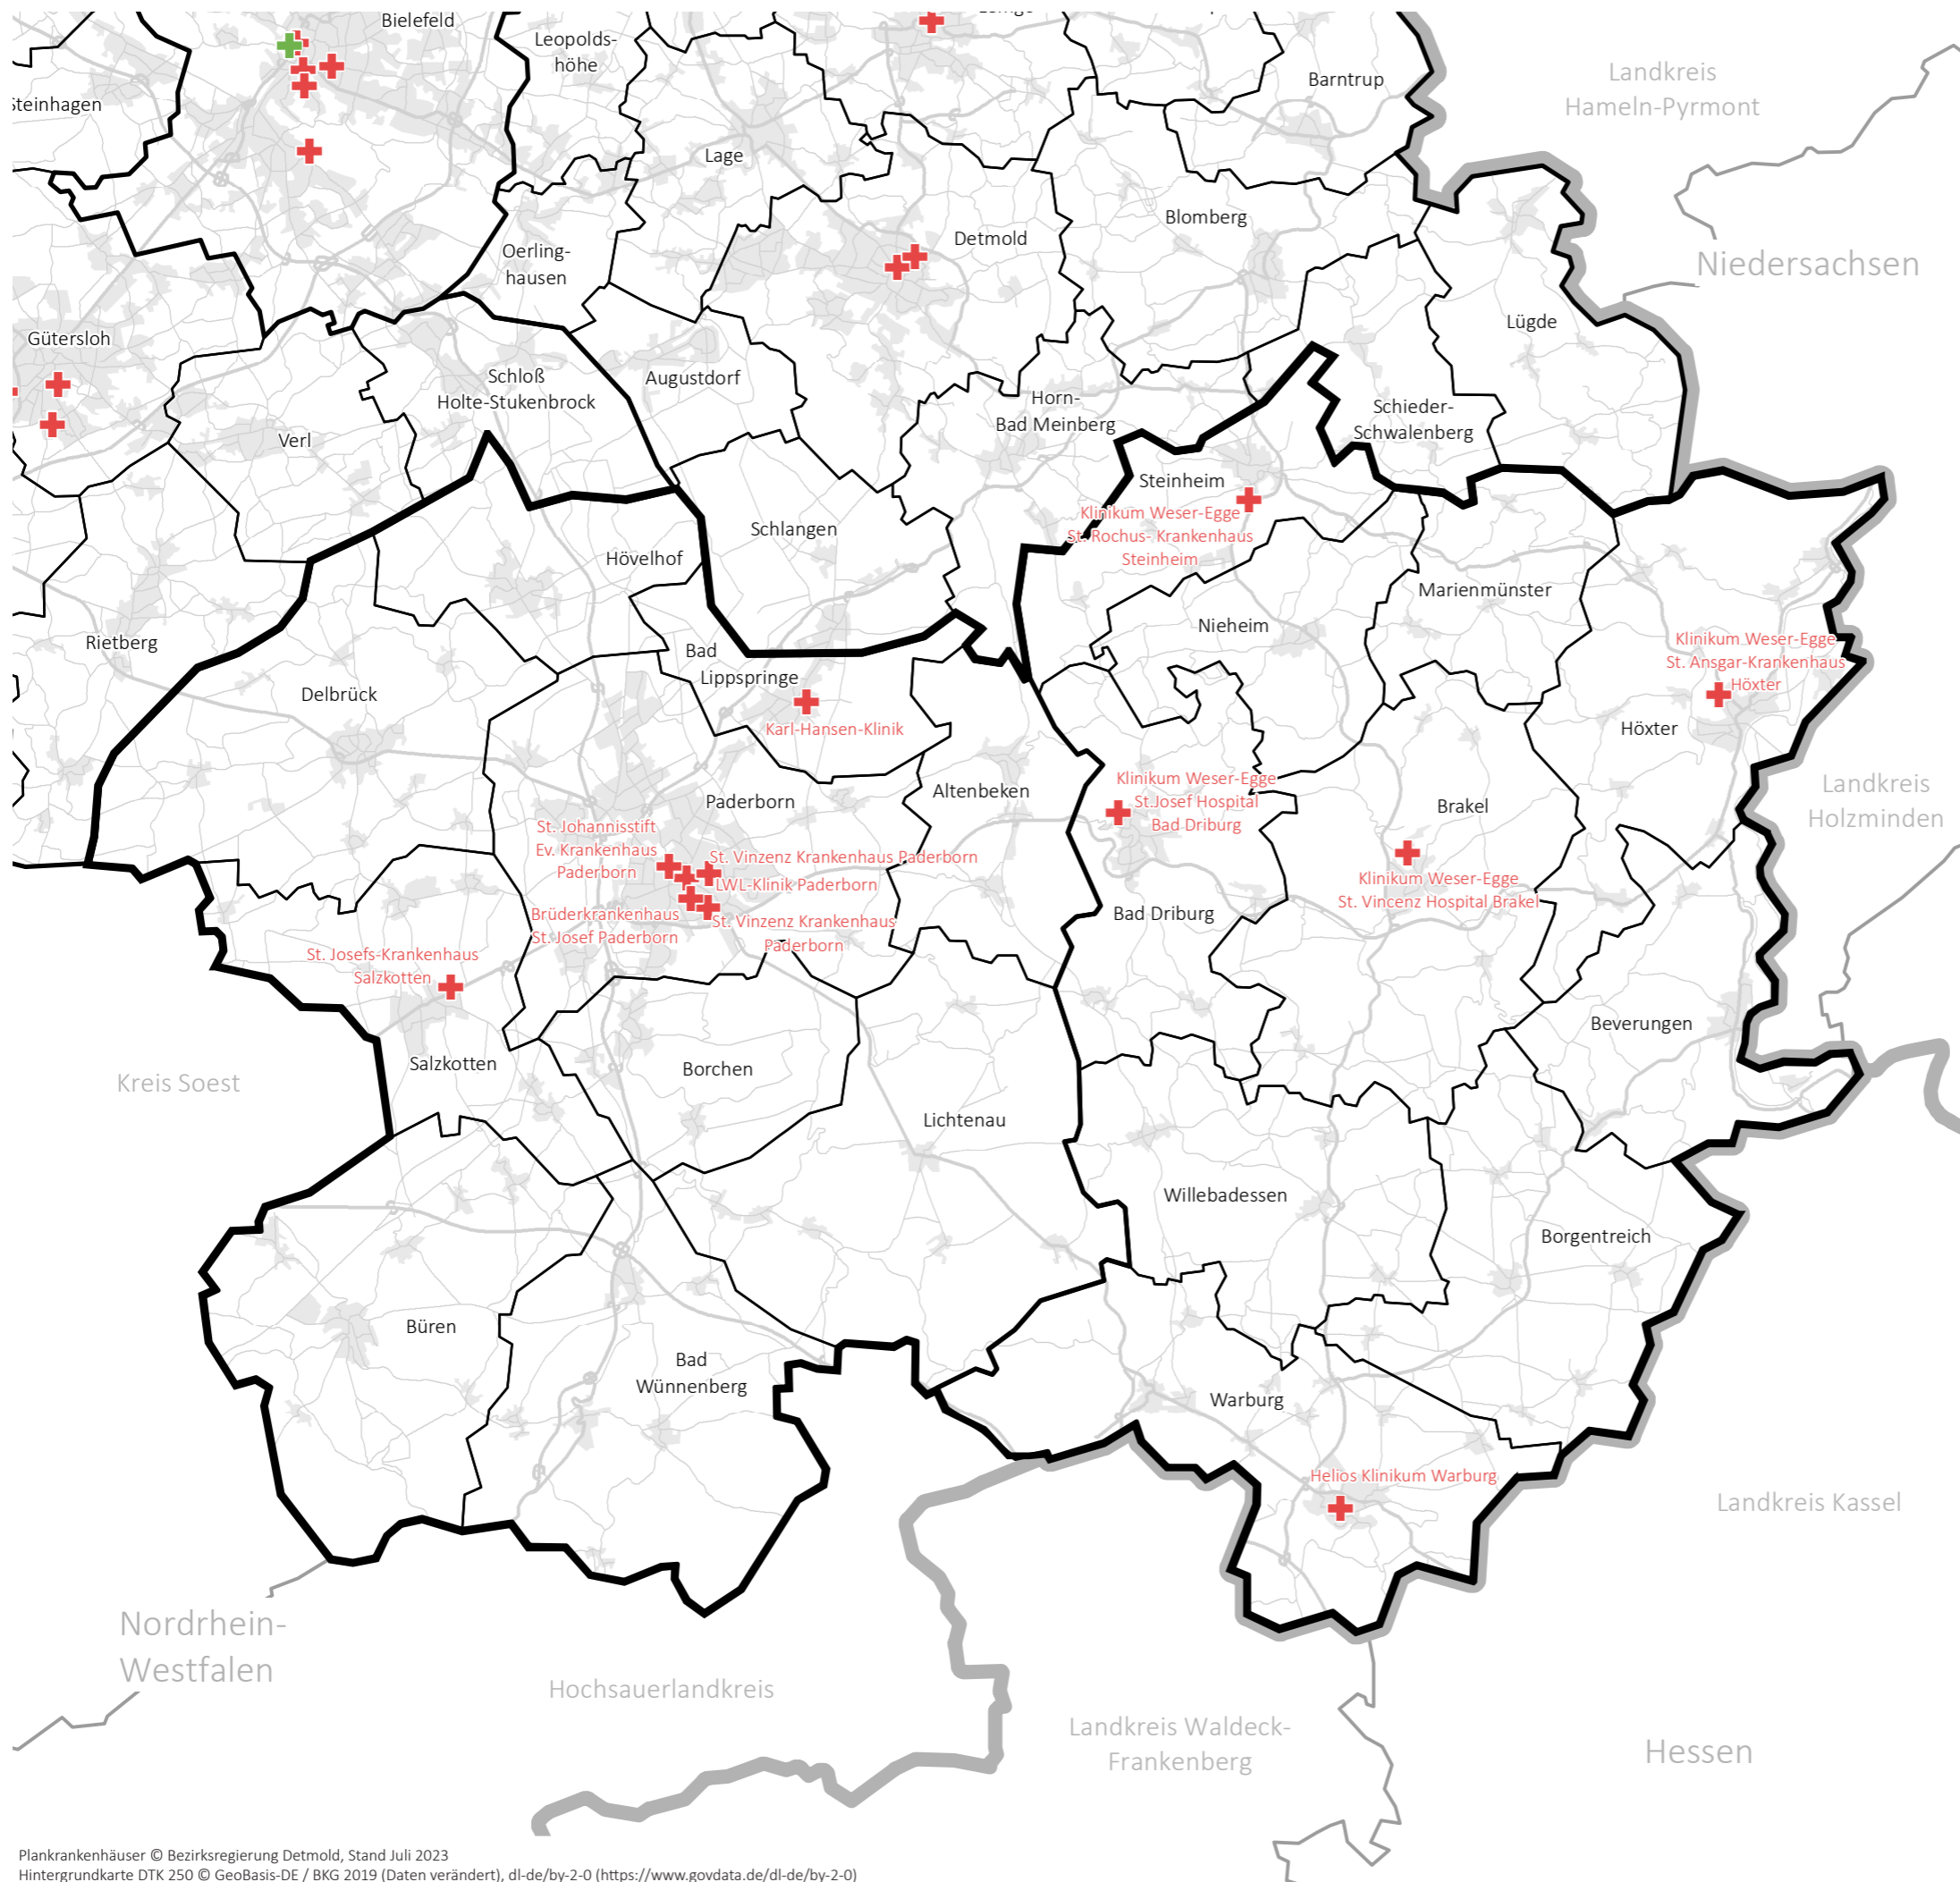 Bielefeld
Leopolds-
höhe
Barntrup
Landkreis
Hameln-Pyrmont
Steinhagen
Lage
Blomberg
Detmold
Oerling-
hausen
Niedersachsen
Lügde
Gütersloh
Schloß
Holte-Stukenbrock
Augustdorf
Horn-
Bad Meinberg
Schieder-
Schwalenberg
Verl
Steinheim
Klinikum Weser-Egge
St. Rochus- Krankenhaus
Steinheim
Schlangen
Hövelhof
Marienmünster
Nieheim
Rietberg
Klinikum Weser-Egge
St. Ansgar-Krankenhaus
Höxter
Bad
Lippspringe
Delbrück
Karl-Hansen-Klinik
Höxter
Klinikum Weser-Egge
St.Josef Hospital
Bad Driburg
Altenbeken
Paderborn
Brakel
Landkreis
Holzminden
St. Johannisstift
Ev. Krankenhaus
Paderborn
St. Vinzenz Krankenhaus Paderborn
LWL-Klinik Paderborn
Klinikum Weser-Egge
St. Vincenz Hospital Brakel
Brüderkrankenhaus
St. Josef Paderborn
St. Vinzenz Krankenhaus
Paderborn
Bad Driburg
St. Josefs-Krankenhaus
Salzkotten
Beverungen
Salzkotten
Borchen
Kreis Soest
Lichtenau
Willebadessen
Borgentreich
Büren
Bad
Wünnenberg
Warburg
Helios Klinikum Warburg
Landkreis Kassel
Nordrhein-
Westfalen
Hochsauerlandkreis
Landkreis Waldeck-
Frankenberg
Hessen
Plankrankenhäuser © Bezirksregierung Detmold, Stand Juli 2023
Hintergrundkarte DTK 250 © GeoBasis-DE / BKG 2019 (Daten verändert), dl-de/by-2-0 (https://www.govdata.de/dl-de/by-2-0)